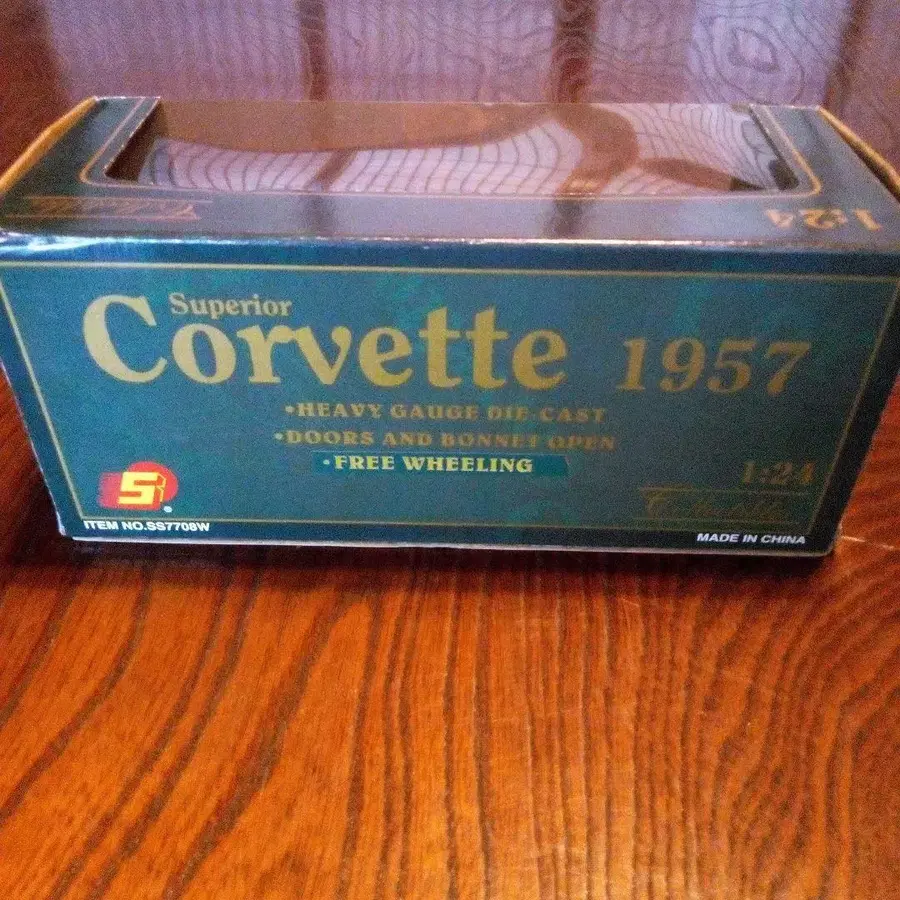 1:24
Superior
Corvette 1957
•HEAVY GAUGE DIE CAST
•DOORS AND BONNET OPEN
•FREE WHEELING
1:24
Collectible
S
ITEM NO.SS7708W
MADE IN CHINA